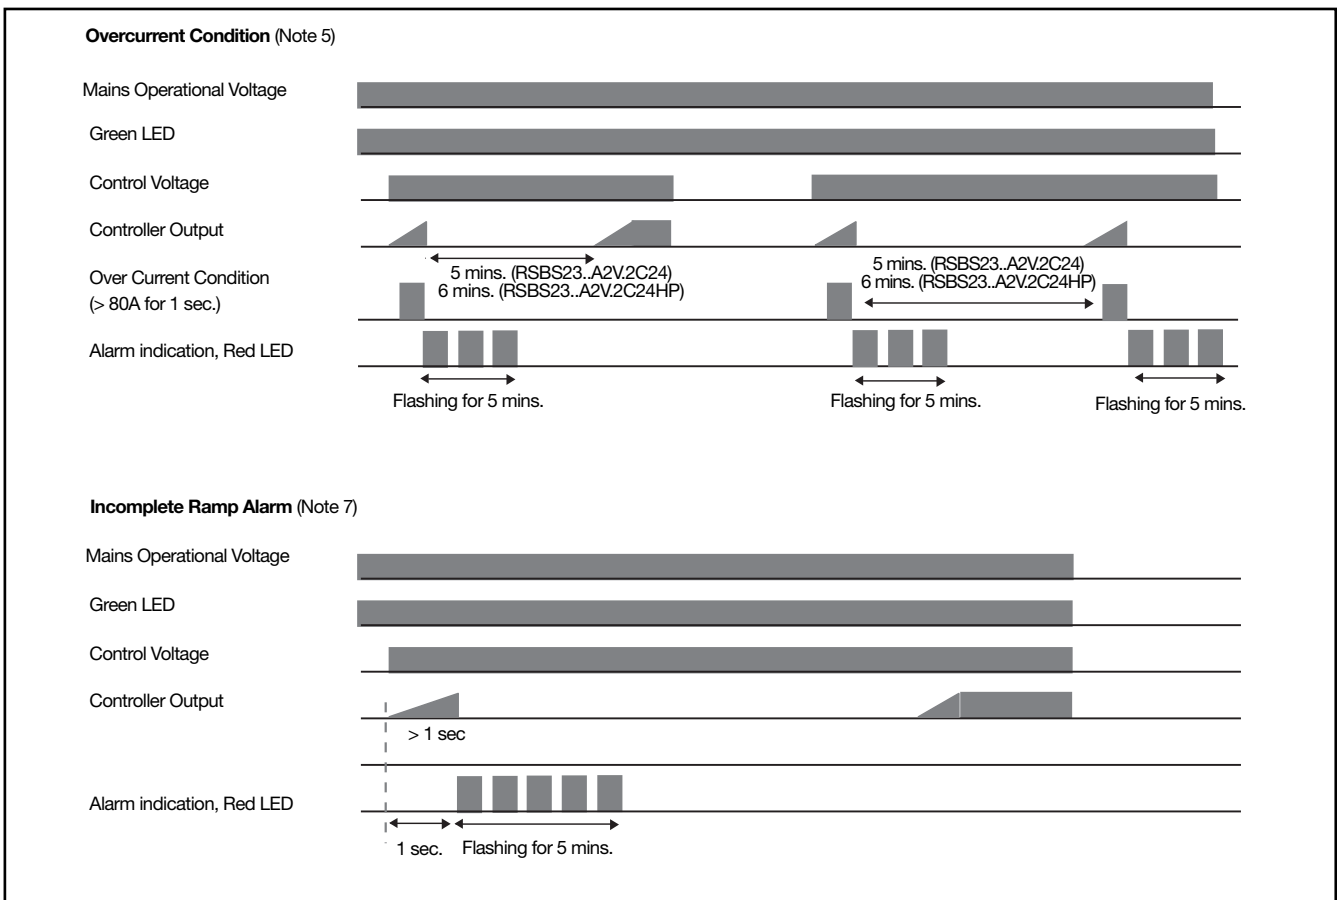 Overcurrent Condition (Note 5)
Mains Operational Voltage
Green LED
Control Voltage
Controller Output
Over Current Condition
(> 80A for 1 sec.)
5 mins. (RSBS23..A2V.2C24)
6 mins. (RSBS23..A2V.2C24HP)
5 mins. (RSBS23..A2V.2C24)
6 mins. (RSBS23..A2V.2C24HP)
Alarm indication, Red LED
Flashing for 5 mins.
Flashing for 5 mins.
Flashing for 5 mins.
Incomplete Ramp Alarm (Note 7)
Mains Operational Voltage
Green LED
Control Voltage
Controller Output
> 1 sec
Alarm indication, Red LED
1 sec.
Flashing for 5 mins.